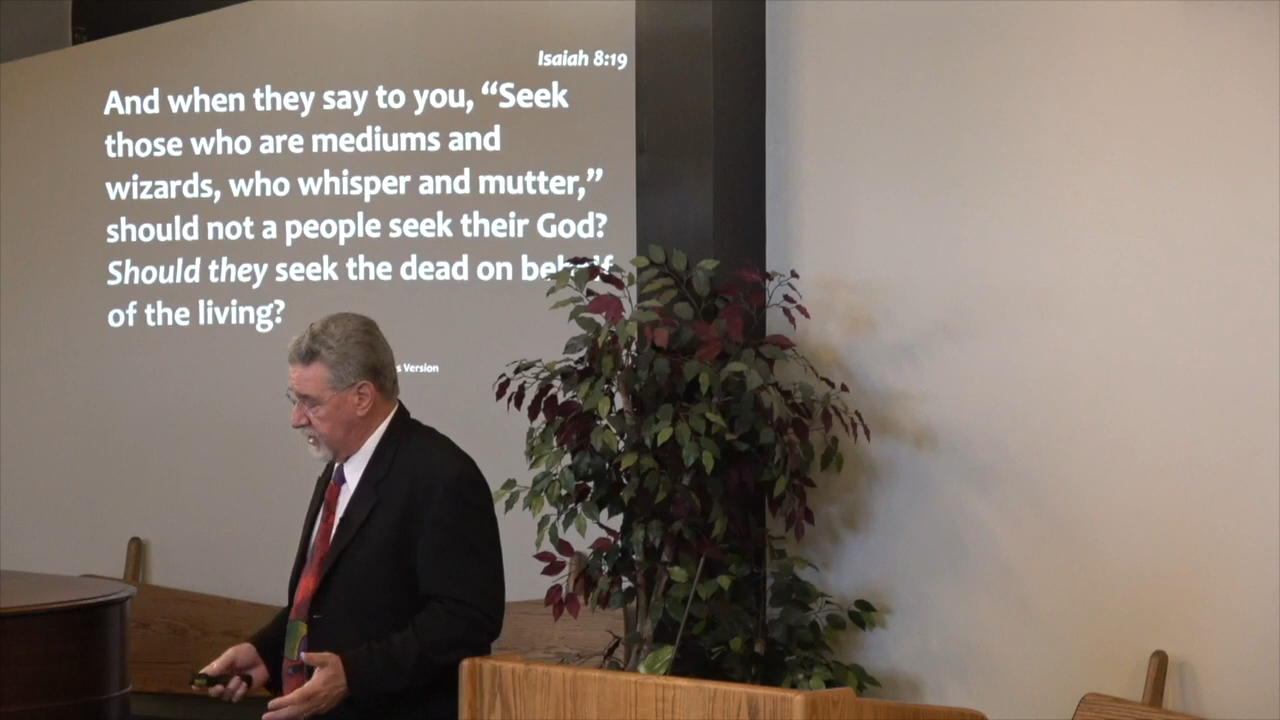 Isaiah 8:19
And when they say to you, “Seek
those who are mediums and
wizards, who whisper and mutter,”
should not a people seek their God?
Should they seek the dead on behalf
of the living?
Version